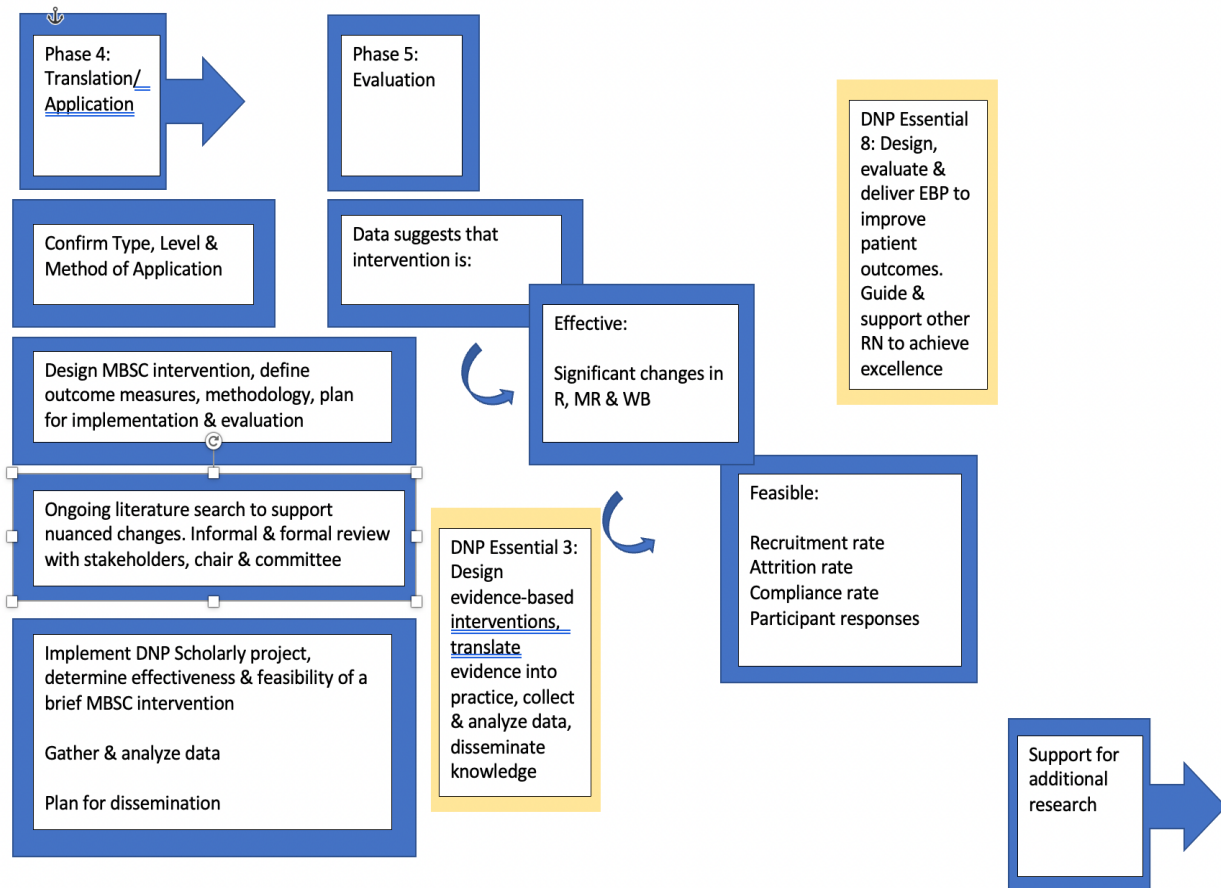 Phase 4:
Translation/
Application
Phase 5:
Evaluation
DNP Essential
8: Design,
evaluate &
deliver EBP to
improve
patient
outcomes.
Guide &
support other
RN to achieve
excellence
Confirm Type, Level &
Method of Application
Data suggests that
intervention is:
Effective:
Significant changes in
R, MR & WB
Design MBSC intervention, define
outcome measures, methodology, plan
for implementation & evaluation
Feasible:
Recruitment rate
Attrition rate
Compliance rate
Participant responses
Ongoing literature search to support
nuanced changes. Informal & formal review
with stakeholders, chair & committee
DNP Essential 3:
Design
evidence-based
interventions,
translate
evidence into
practice, collect
& analyze data,
disseminate
knowledge
Implement DNP Scholarly project,
determine effectiveness & feasibility of a
brief MBSC intervention
Gather & analyze data
Plan for dissemination
Support for
additional
research